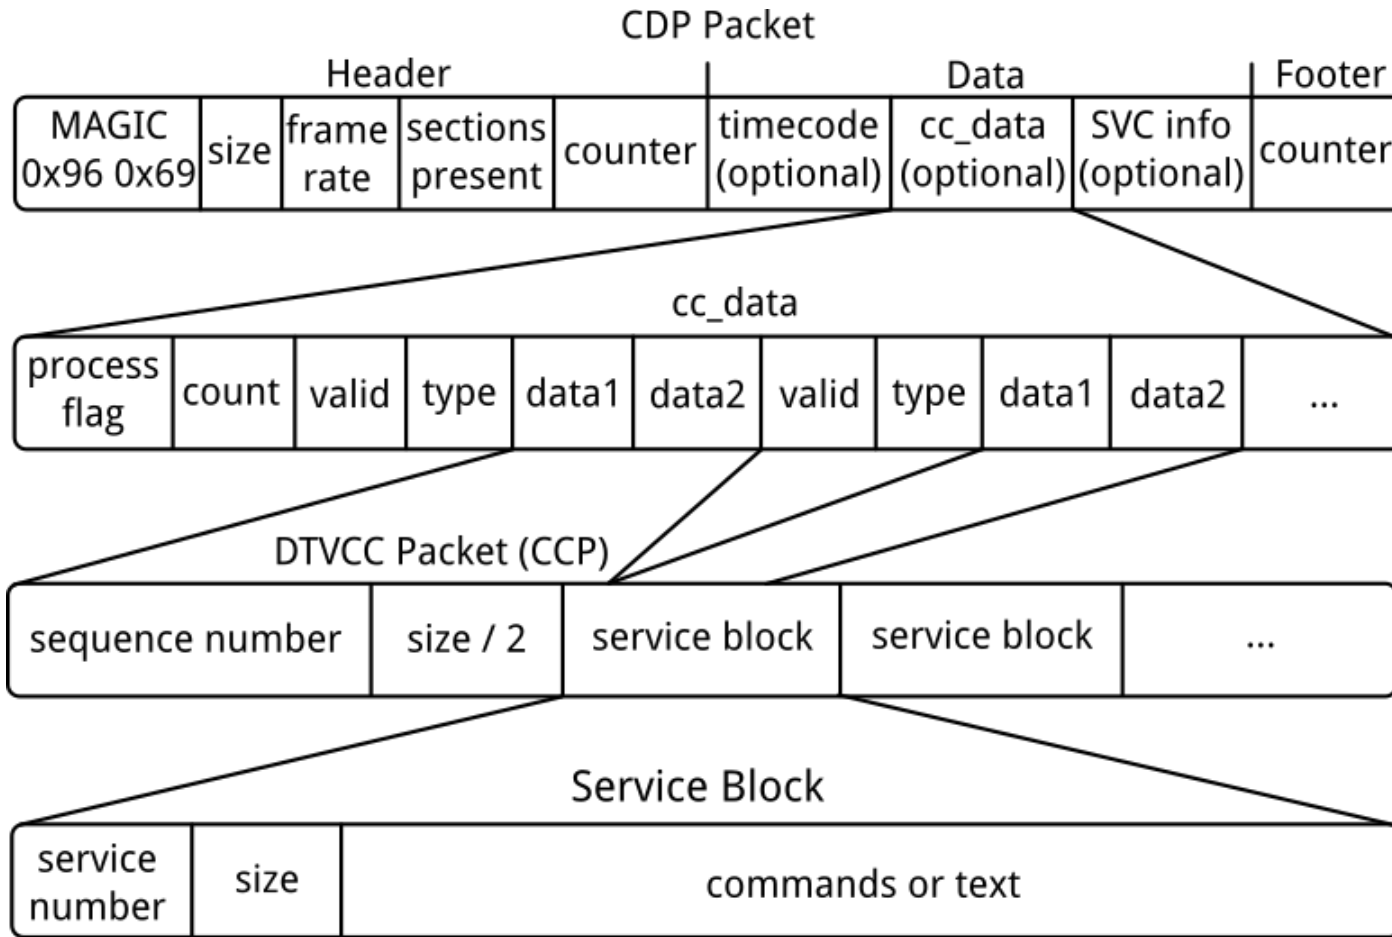 CDP Packet
Header Data Footer
MAGIC
0x96 0x69
size
frame
rate
sections
present
counter
timecode
(optional)
cc_data
(optional)
SVC info
(optional)
counter
cc_data
process
flag
count
valid
type
data1
data2
valid
type
data1
data2
...
DTVCC Packet (CCP)
sequence number
size / 2
service block
service block
...
Service Block
service
number
size
commands or text